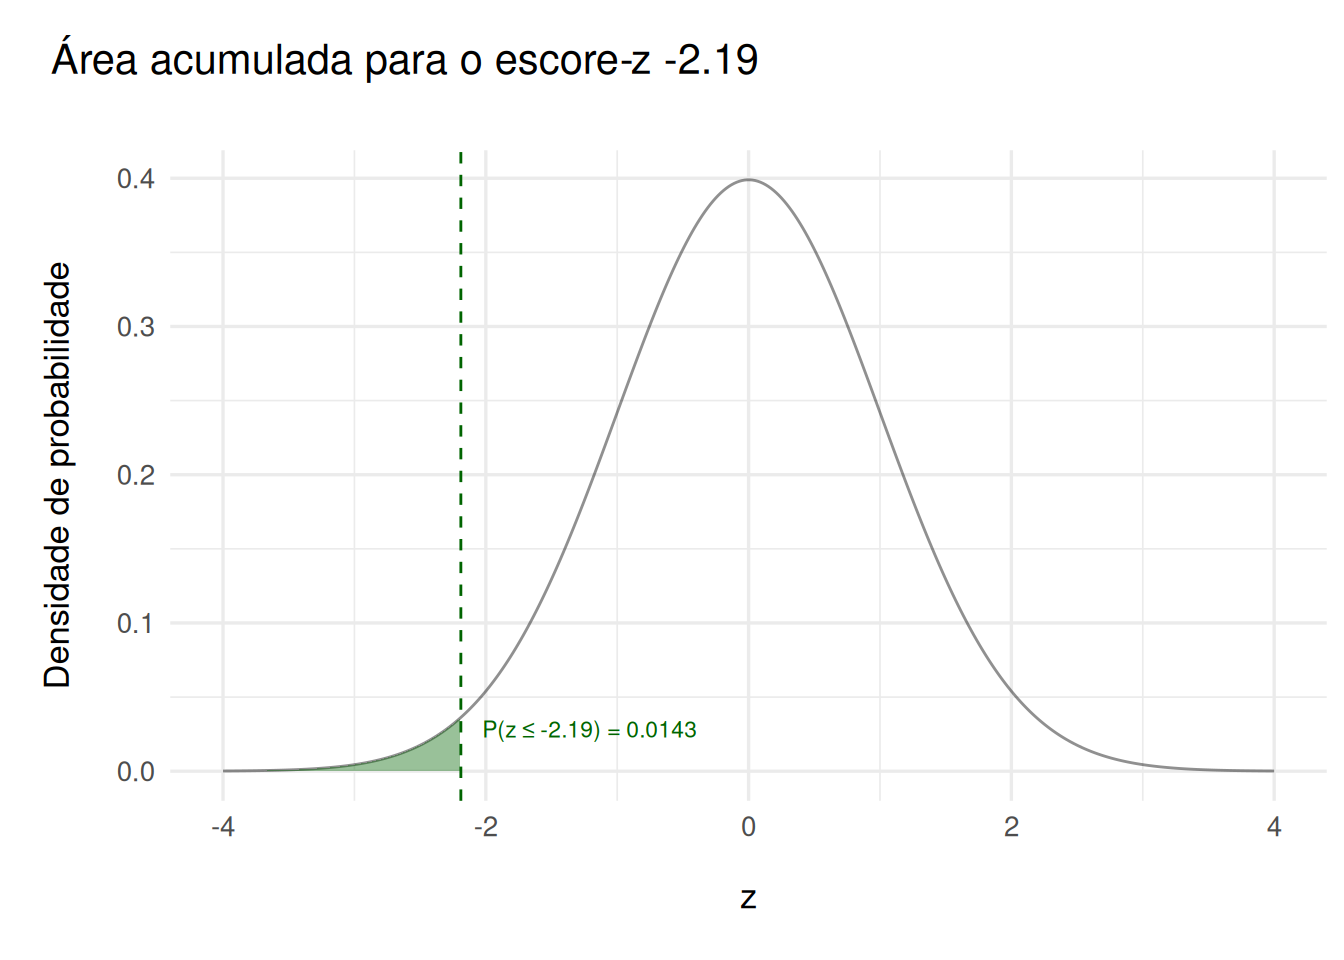 Área acumulada para o escore-z -2.19
Densidade de probabilidade
0.4
0.3
0.2
0.1
0.0
P(z ≤ -2.19) = 0.0143
-4 -2 0 2 4
z